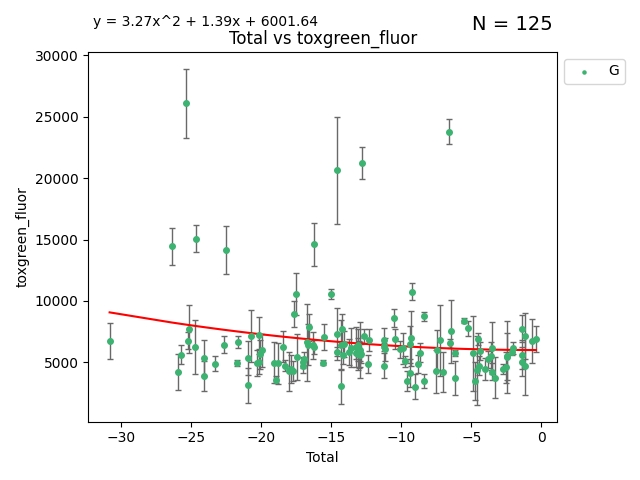 y = 3.27x^2 + 1.39x + 6001.64
N = 125
Total vs toxgreen_fluor
G
toxgreen_fluor
30000
25000
20000
15000
10000
5000
−30 −25 −20 −15 −10 −5 0
Total